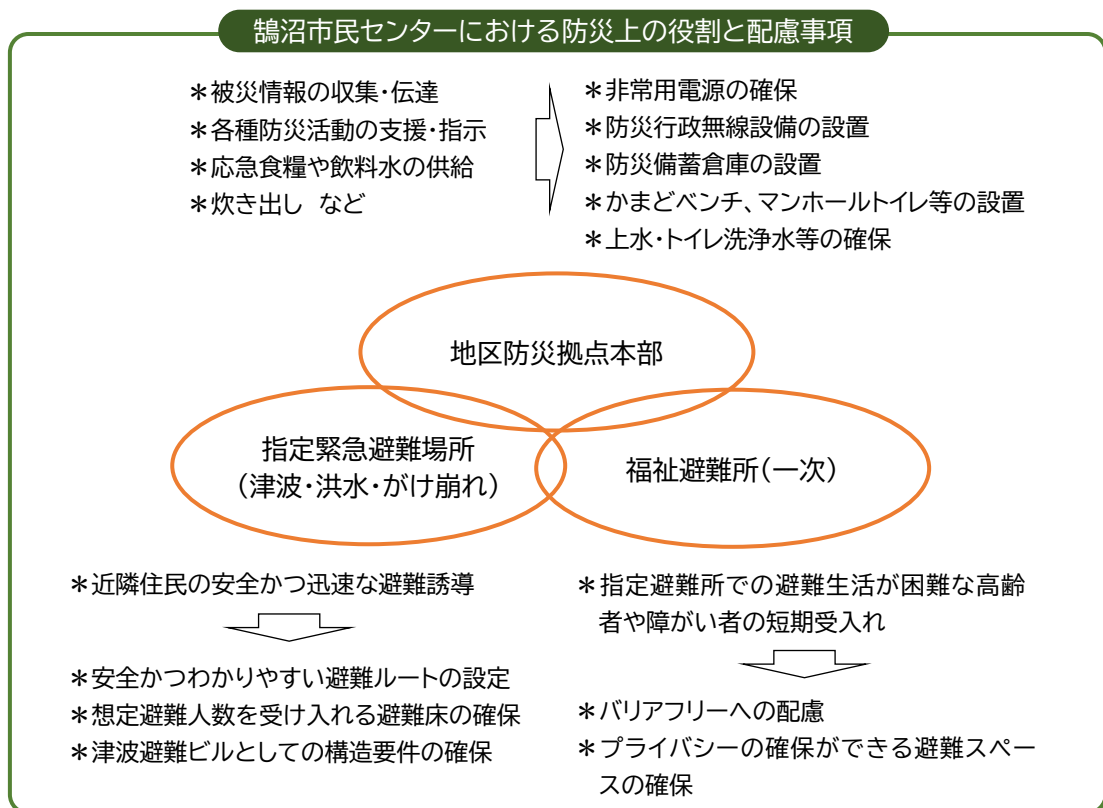 鵠沼市民センターにおける防災上の役割と配慮事項
＊被災情報の収集・伝達
＊各種防災活動の支援・指示
＊応急食糧や飲料水の供給
＊炊き出し など
＊非常用電源の確保
＊防災行政無線設備の設置
＊防災備蓄倉庫の設置
＊かまどベンチ、マンホールトイレ等の設置
＊上水・トイレ洗浄水等の確保
地区防災拠点本部
指定緊急避難場所
（津波・洪水・がけ崩れ）
福祉避難所（一次）
＊近隣住民の安全かつ迅速な避難誘導
＊安全かつわかりやすい避難ルートの設定
＊想定避難人数を受け入れる避難床の確保
＊津波避難ビルとしての構造要件の確保
＊指定避難所での避難生活が困難な高齢
者や障がい者の短期受入れ
＊バリアフリーへの配慮
＊プライバシーの確保ができる避難スペー
スの確保